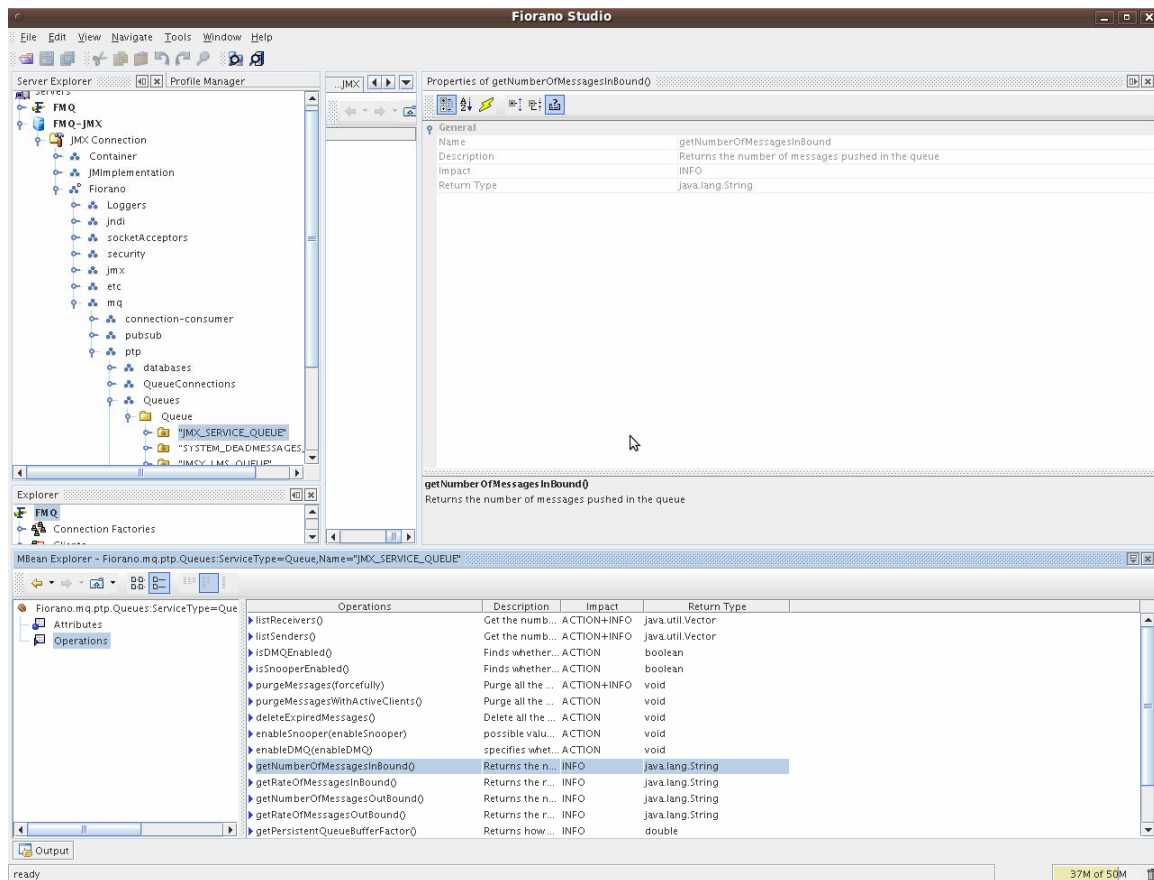 Fiorano Studio
File Edit View Navigate Tools Window Help
Server Explorer
Profile Manager
Servers
FMQ
FMQ-JMX
JMX Connection
Container
JMImplementation
Fiorano
Loggers
jndi
socketAcceptors
security
jmx
etc
mq
connection-consumer
pubsub
ptp
databases
QueueConnections
Queues
Queue
"JMX_SERVICE_QUEUE"
"SYSTEM_DEADMESSAGES_
"JMSX_LMS_QUEUE"
Explorer
FMQ
Connection Factories
...JMX
Properties of getNumberOfMessagesInBound()
General
Name getNumberOfMessagesInBound
Description Returns the number of messages pushed in the queue
Impact INFO
Return Type java.lang.String
getNumberOfMessagesInBound()
Returns the number of messages pushed in the queue
MBean Explorer - Fiorano.mq.ptp.Queues:ServiceType=Queue,Name="JMX_SERVICE_QUEUE"
Fiorano.mq.ptp.Queues:ServiceType=Que
Attributes
Operations
Operations Description Impact Return Type
listReceivers() Get the numb... ACTION+INFO java.util.Vector
listSenders() Get the numb... ACTION+INFO java.util.Vector
isDMQEnabled() Finds whether... ACTION boolean
isSnooperEnabled() Finds whether... ACTION boolean
purgeMessages(forcefully) Purge all the ... ACTION+INFO void
purgeMessagesWithActiveClients() Purge all the ... ACTION void
deleteExpiredMessages() Delete all the ... ACTION void
enableSnooper(enableSnooper) possible valu... ACTION void
enableDMQ(enableDMQ) specifies whet... ACTION void
getNumberOfMessagesInBound() Returns the n... INFO java.lang.String
getRateOfMessagesInBound() Returns the r... INFO java.lang.String
getNumberOfMessagesOutBound() Returns the n... INFO java.lang.String
getRateOfMessagesOutBound() Returns the r... INFO java.lang.String
getPersistentQueueBufferFactor() Returns how ... INFO double
Output
ready
37M of 50M